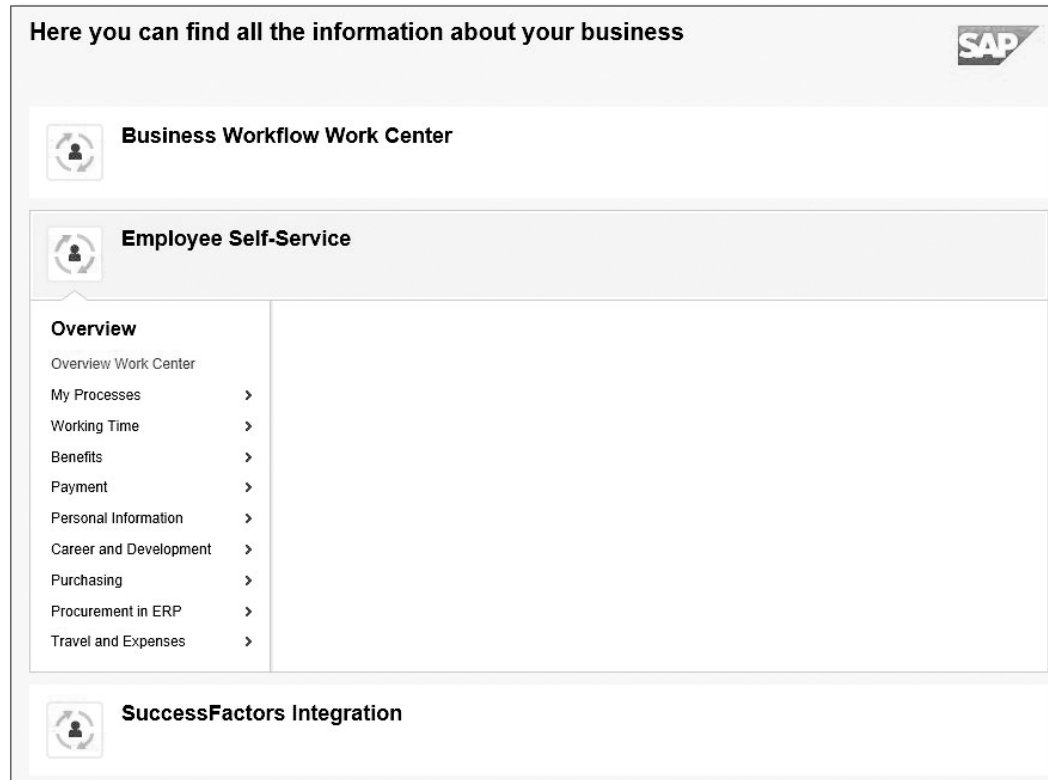 Here you can find all the information about your business
SAP
Business Workflow Work Center
Employee Self-Service
Overview
Overview Work Center
My Processes
Working Time
Benefits
Payment
Personal Information
Career and Development
Purchasing
Procurement in ERP
Travel and Expenses
SuccessFactors Integration